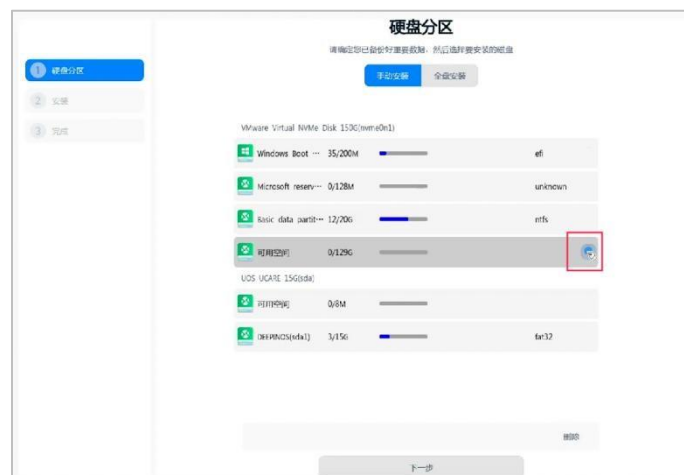 硬盘分区
请确定您已备份好重要数据，然后选择要安装的磁盘
1 硬盘分区
手动安装 全盘安装
2 安装
3 完成
VMware Virtual NVMe Disk 150G(nvme0n1)
Windows Boot ··· 35/200M efi
Microsoft reserv··· 0/128M unknown
Basic data partit··· 12/20G ntfs
可用空间 0/129G
UOS UCARE 15G(sda)
可用空间 0/8M
DEEPINOS(sda1) 3/15G fat32
删除
下一步